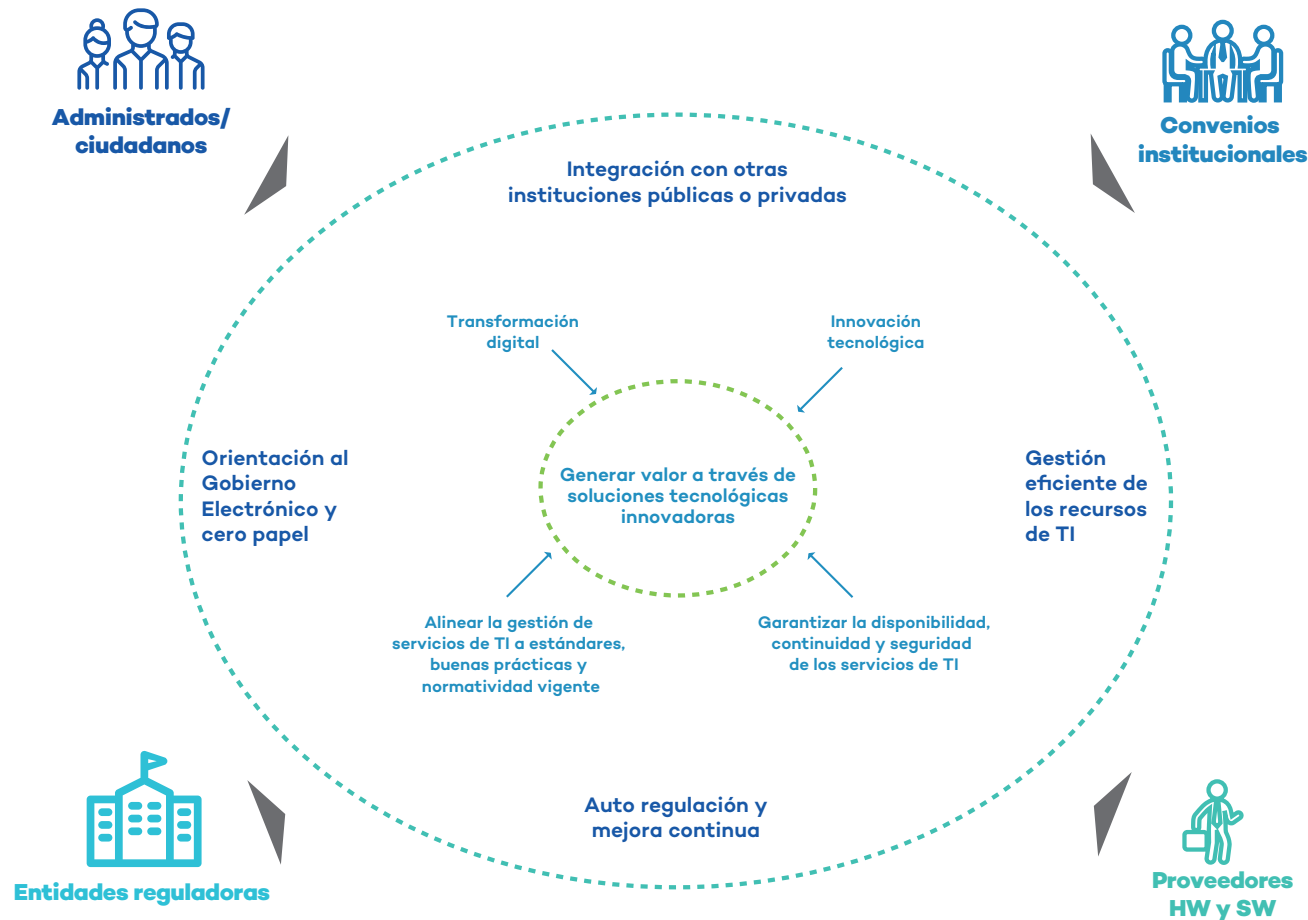 Administrados/
ciudadanos
Convenios
institucionales
Integración con otras
instituciones públicas o privadas
Transformación
digital
Innovación
tecnológica
Orientación al
Gobierno
Electrónico y
cero papel
Generar valor a través de
soluciones tecnológicas
innovadoras
Gestión
eficiente de
los recursos
de TI
Alinear la gestión de
servicios de TI a estándares,
buenas prácticas y
normatividad vigente
Garantizar la disponibilidad,
continuidad y seguridad
de los servicios de TI
Auto regulación y
mejora continua
Entidades reguladoras
Proveedores
HW y SW